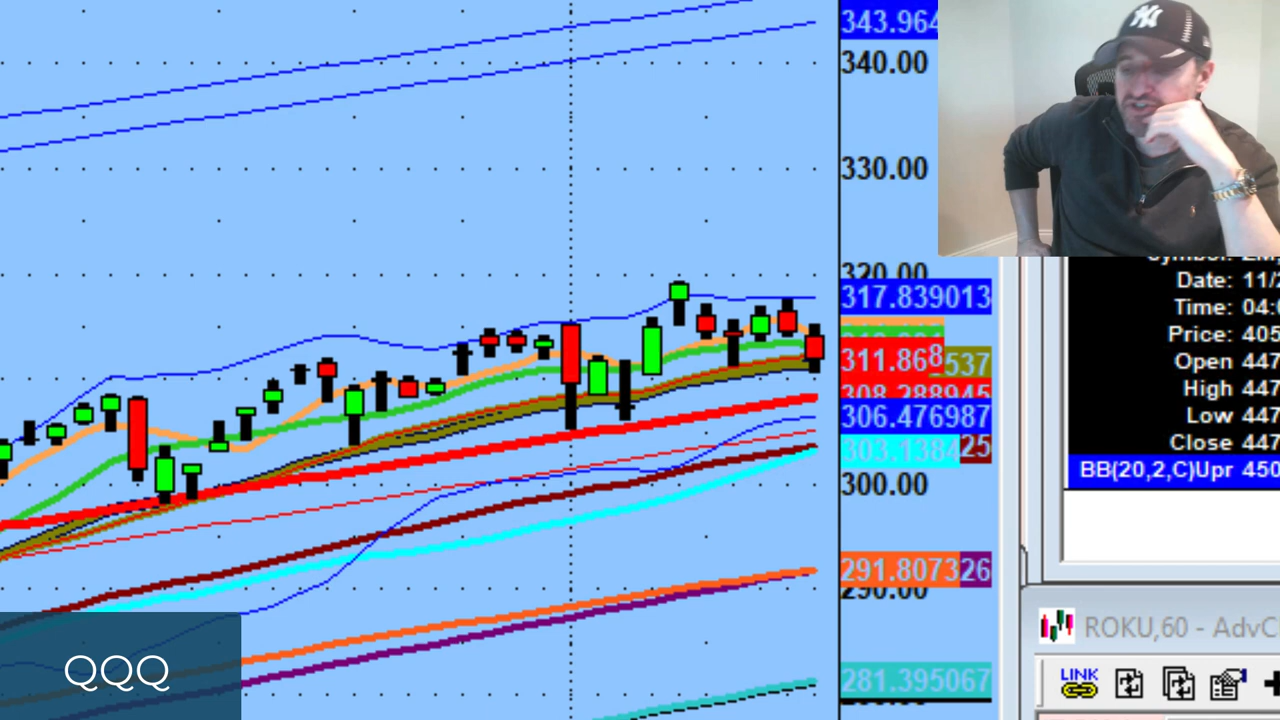 343.964
340.00
330.00
320.00
317.839013
311.868
537
308.288945
306.476987
303.1384
25
300.00
291.8073
26
290.00
281.395067
Date: 11/2
Time: 04:0
Price: 405
Open 447
High 447
Low 447
Close 447
BB(20,2,C)Upr 450
ROKU,60 - AdvC
LINK
QQQ